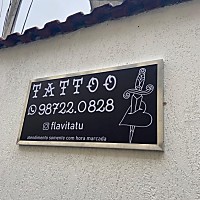 TATTOO
98722.0828
flavitatu
atendimento somente com hora marcada